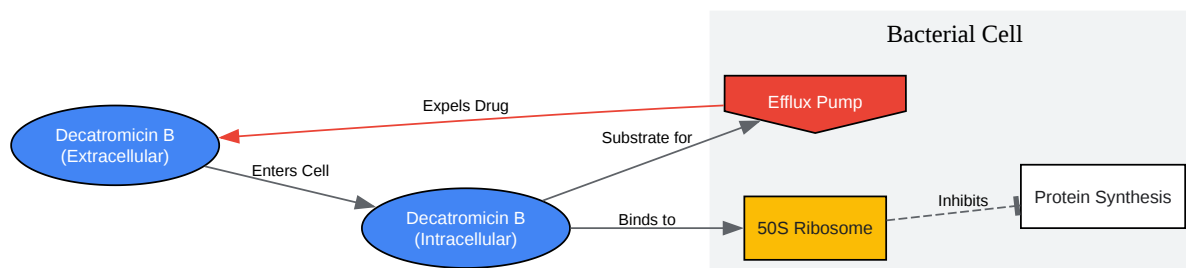 Bacterial Cell
Efflux Pump
Expels Drug
Decatromicin B
(Extracellular)
Substrate for
Enters Cell
Decatromicin B
(Intracellular)
Binds to
50S Ribosome
Inhibits
Protein Synthesis